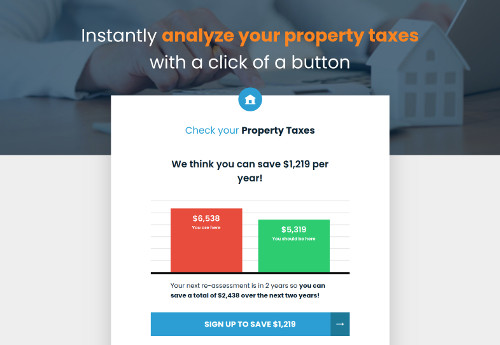 Instantly analyze your property taxes
with a click of a button
Check your Property Taxes
We think you can save $1,219 per
year!
$6,538
You are here
$5,319
You should be here
Your next re-assessment is in 2 years so you can
save a total of $2,438 over the next two years!
SIGN UP TO SAVE $1,219 →